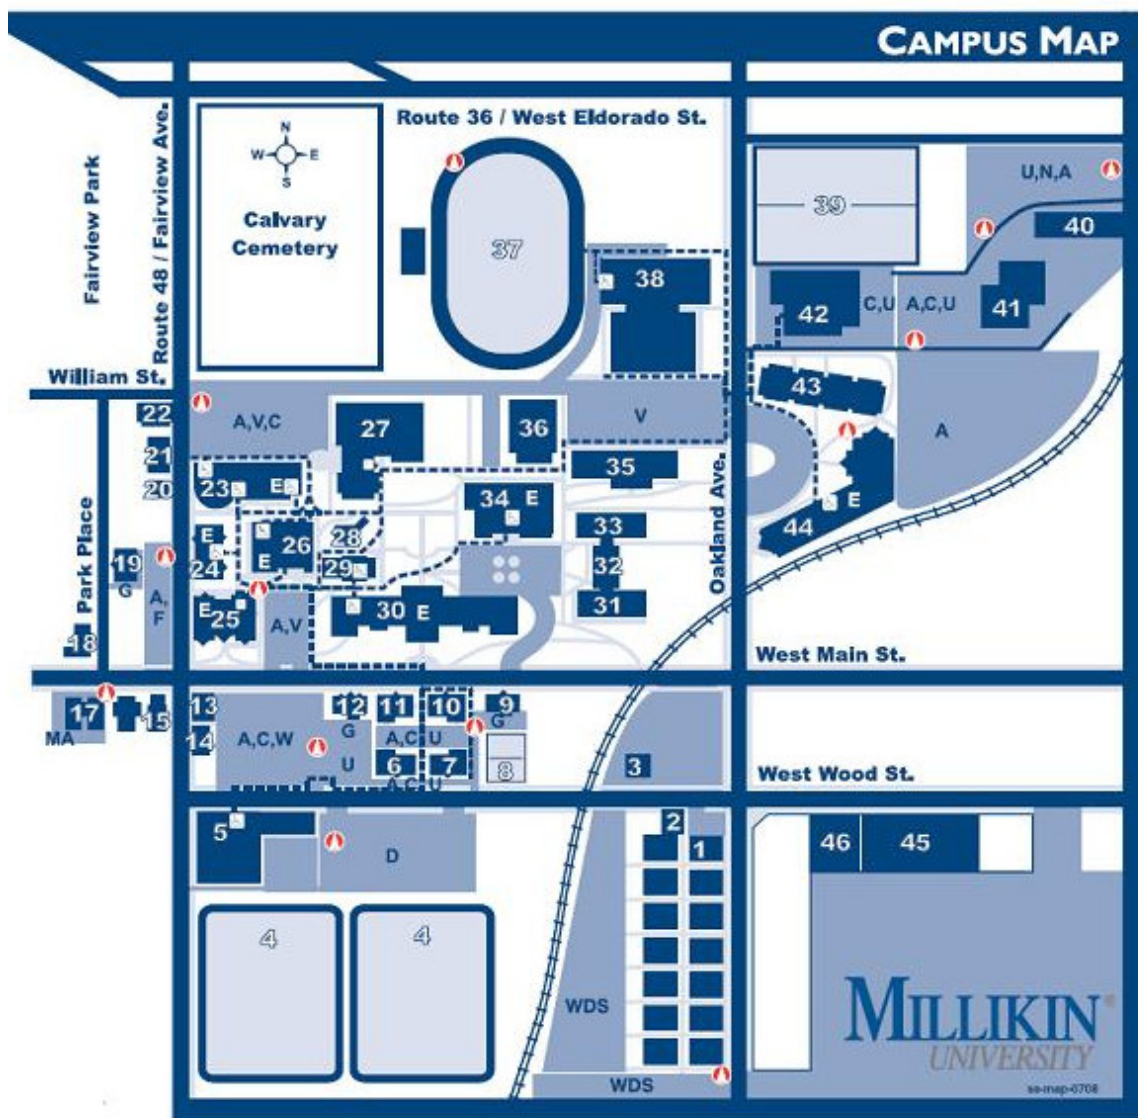 CAMPUS MAP
Route 36 / West Eldorado St.
Fairview Park
Route 48 / Fairview Ave.
N
W E
S
Calvary
Cemetery
37
38
39
U,N,A
40
41
42
C,U
A,C,U
William St.
22
A,V,C
27
36
V
43
A
21
20
23
E
35
34 E
Oakland Ave.
44
E
Park Place
19
G
A,
F
E
24
26
E
28
29
33
32
31
E
25
A,V
30
E
18
West Main St.
17
MA
15
13
14
A,C,W
12
G
U
11
10
A,C U
6
7
A,C U
9
G
8
3
West Wood St.
5
D
2
1
46
45
4
4
WDS
WDS
MILLIKIN
®
UNIVERSITY